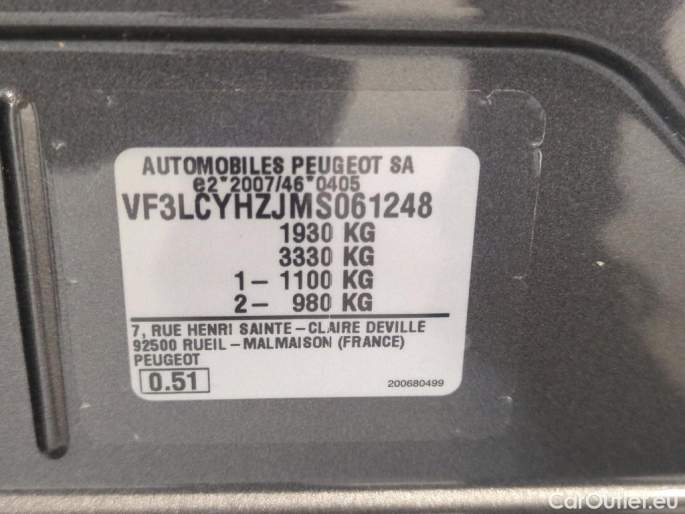 AUTOMOBILES PEUGEOT SA
e2*2007/46*0405
VF3LCYHZJMS061248
1930 KG
3330 KG
1– 1100 KG
2– 980 KG
7, RUE HENRI SAINTE–CLAIRE DEVILLE
92500 RUEIL–MALMAISON (FRANCE)
PEUGEOT
0.51
200680499
CarOutlet.eu